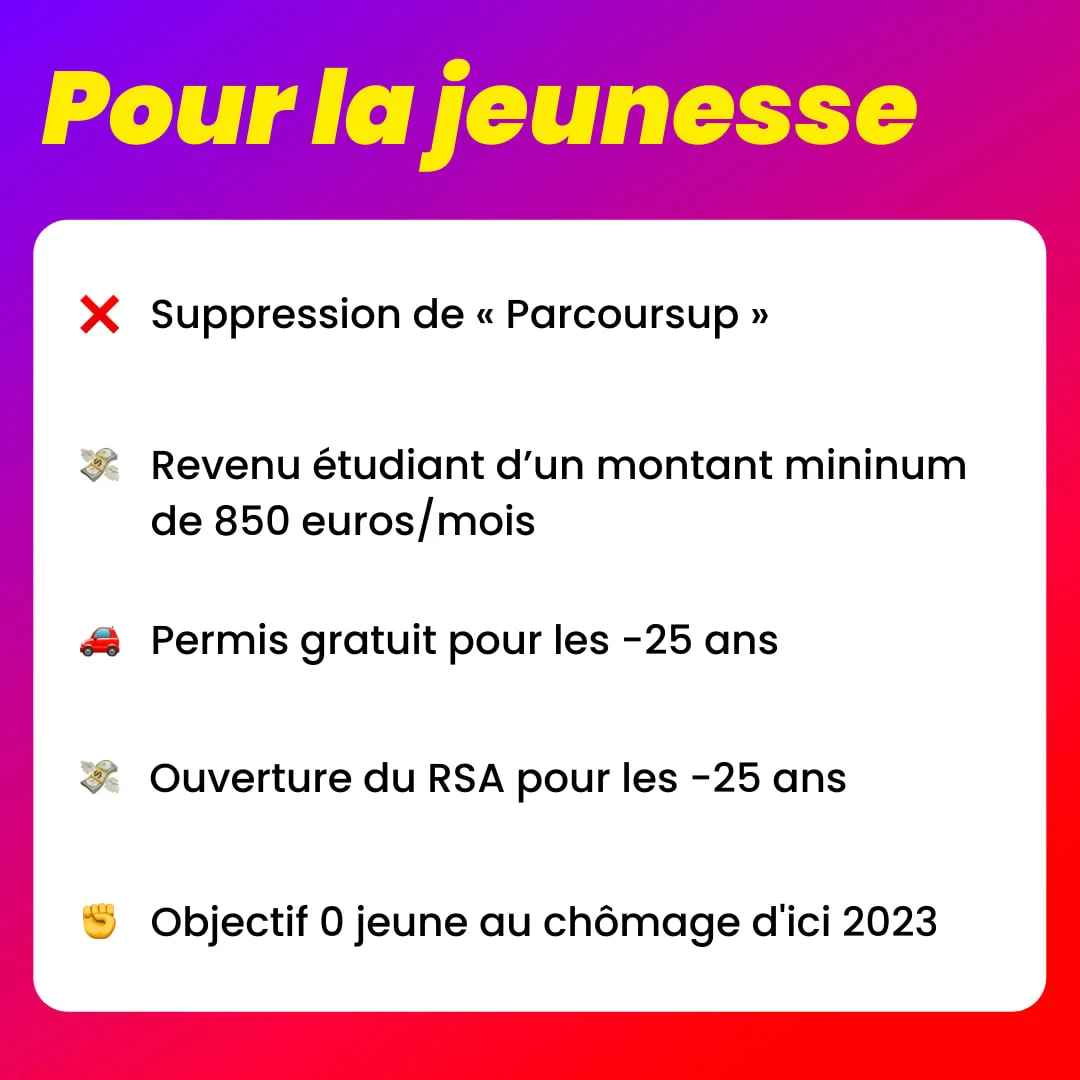 Pour la jeunesse
Suppression de « Parcoursup »
Revenu étudiant d’un montant mininum
de 850 euros/mois
Permis gratuit pour les -25 ans
Ouverture du RSA pour les -25 ans
Objectif 0 jeune au chômage d'ici 2023